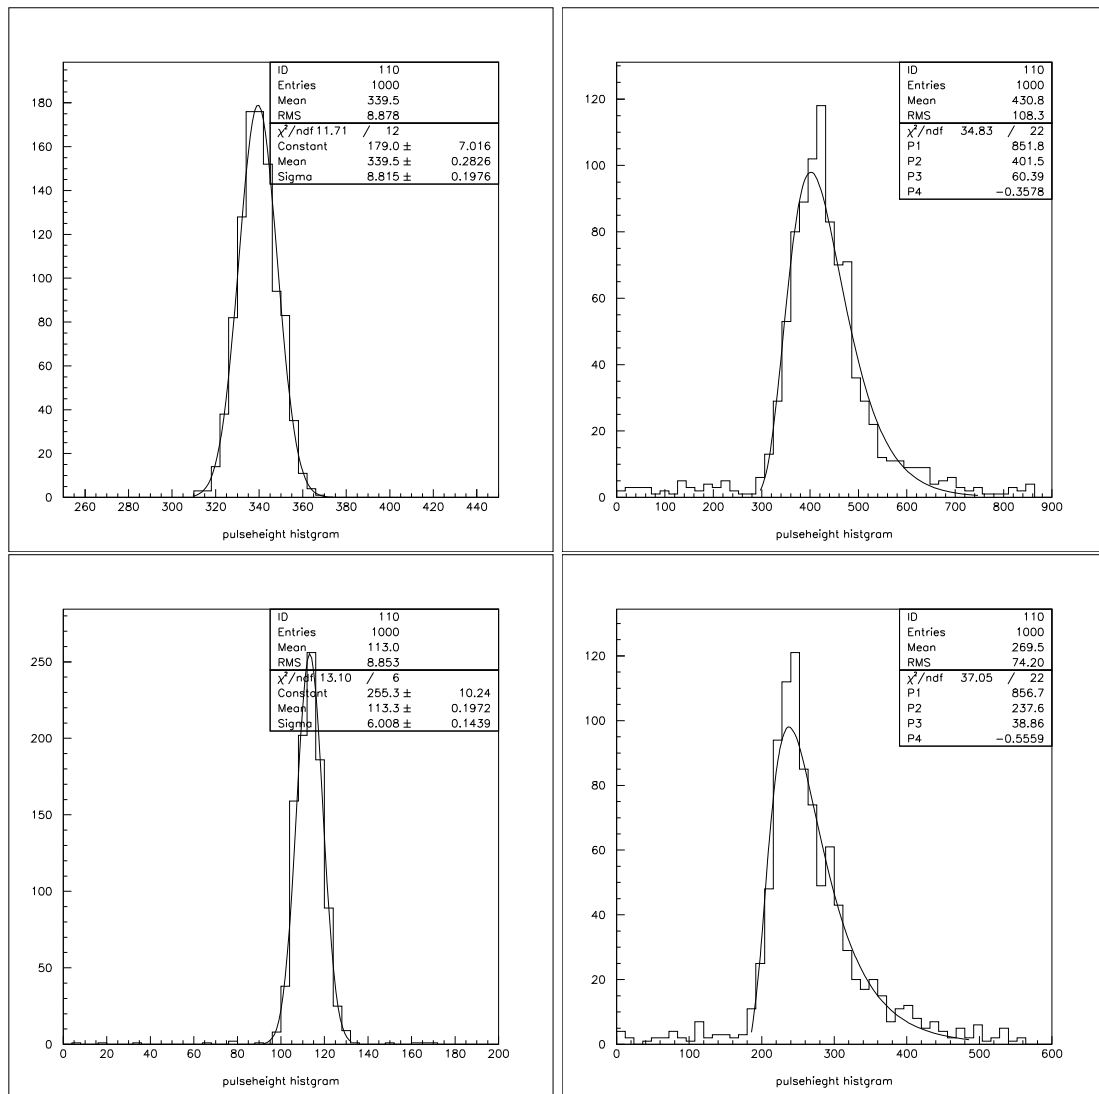 ID 110
Entries 1000
Mean 339.5
RMS 8.878
χ²/ndf 11.71 / 12
Constant 179.0 ± 7.016
Mean 339.5 ± 0.2826
Sigma 8.815 ± 0.1976
180
160
140
120
100
80
60
40
20
0
260 280 300 320 340 360 380 400 420 440
pulseheight histgram
ID 110
Entries 1000
Mean 430.8
RMS 108.3
χ²/ndf 34.83 / 22
P1 851.8
P2 401.5
P3 60.39
P4 −0.3578
120
100
80
60
40
20
0
0 100 200 300 400 500 600 700 800 900
pulseheight histgram
ID 110
Entries 1000
Mean 113.0
RMS 8.853
χ²/ndf 13.10 / 6
Constant 255.3 ± 10.24
Mean 113.3 ± 0.1972
Sigma 6.008 ± 0.1439
250
200
150
100
50
0
0 20 40 60 80 100 120 140 160 180 200
pulseheight histgram
ID 110
Entries 1000
Mean 269.5
RMS 74.20
χ²/ndf 37.05 / 22
P1 856.7
P2 237.6
P3 38.86
P4 −0.5559
120
100
80
60
40
20
0
0 100 200 300 400 500 600
pulsehieght histgram